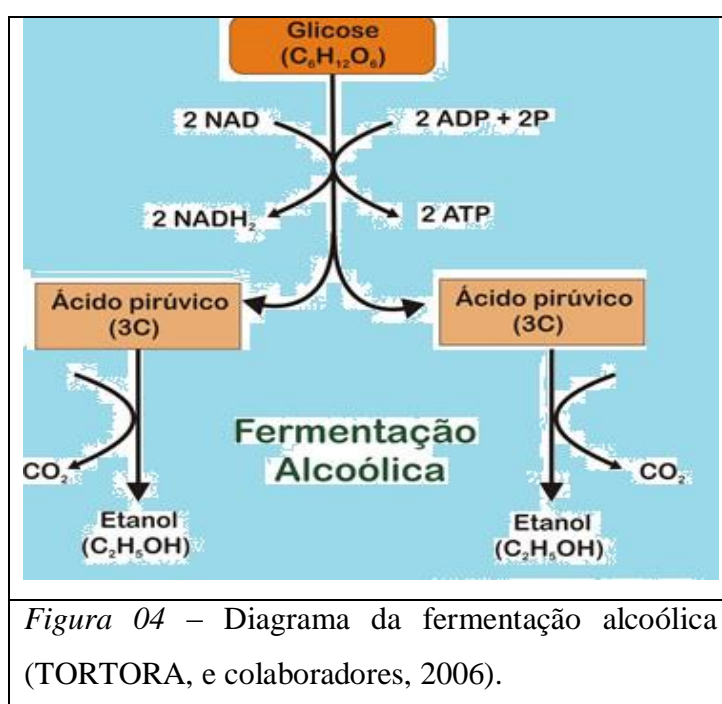 Glicose
(C₆H₁₂O₆)
2 NAD
2 ADP + 2P
2 NADH₂
2 ATP
Ácido pirúvico
(3C)
Ácido pirúvico
(3C)
Fermentação
Alcoólica
CO₂
CO₂
Etanol
(C₂H₅OH)
Etanol
(C₂H₅OH)
Figura 04 – Diagrama da fermentação alcoólica
(TORTORA, e colaboradores, 2006).